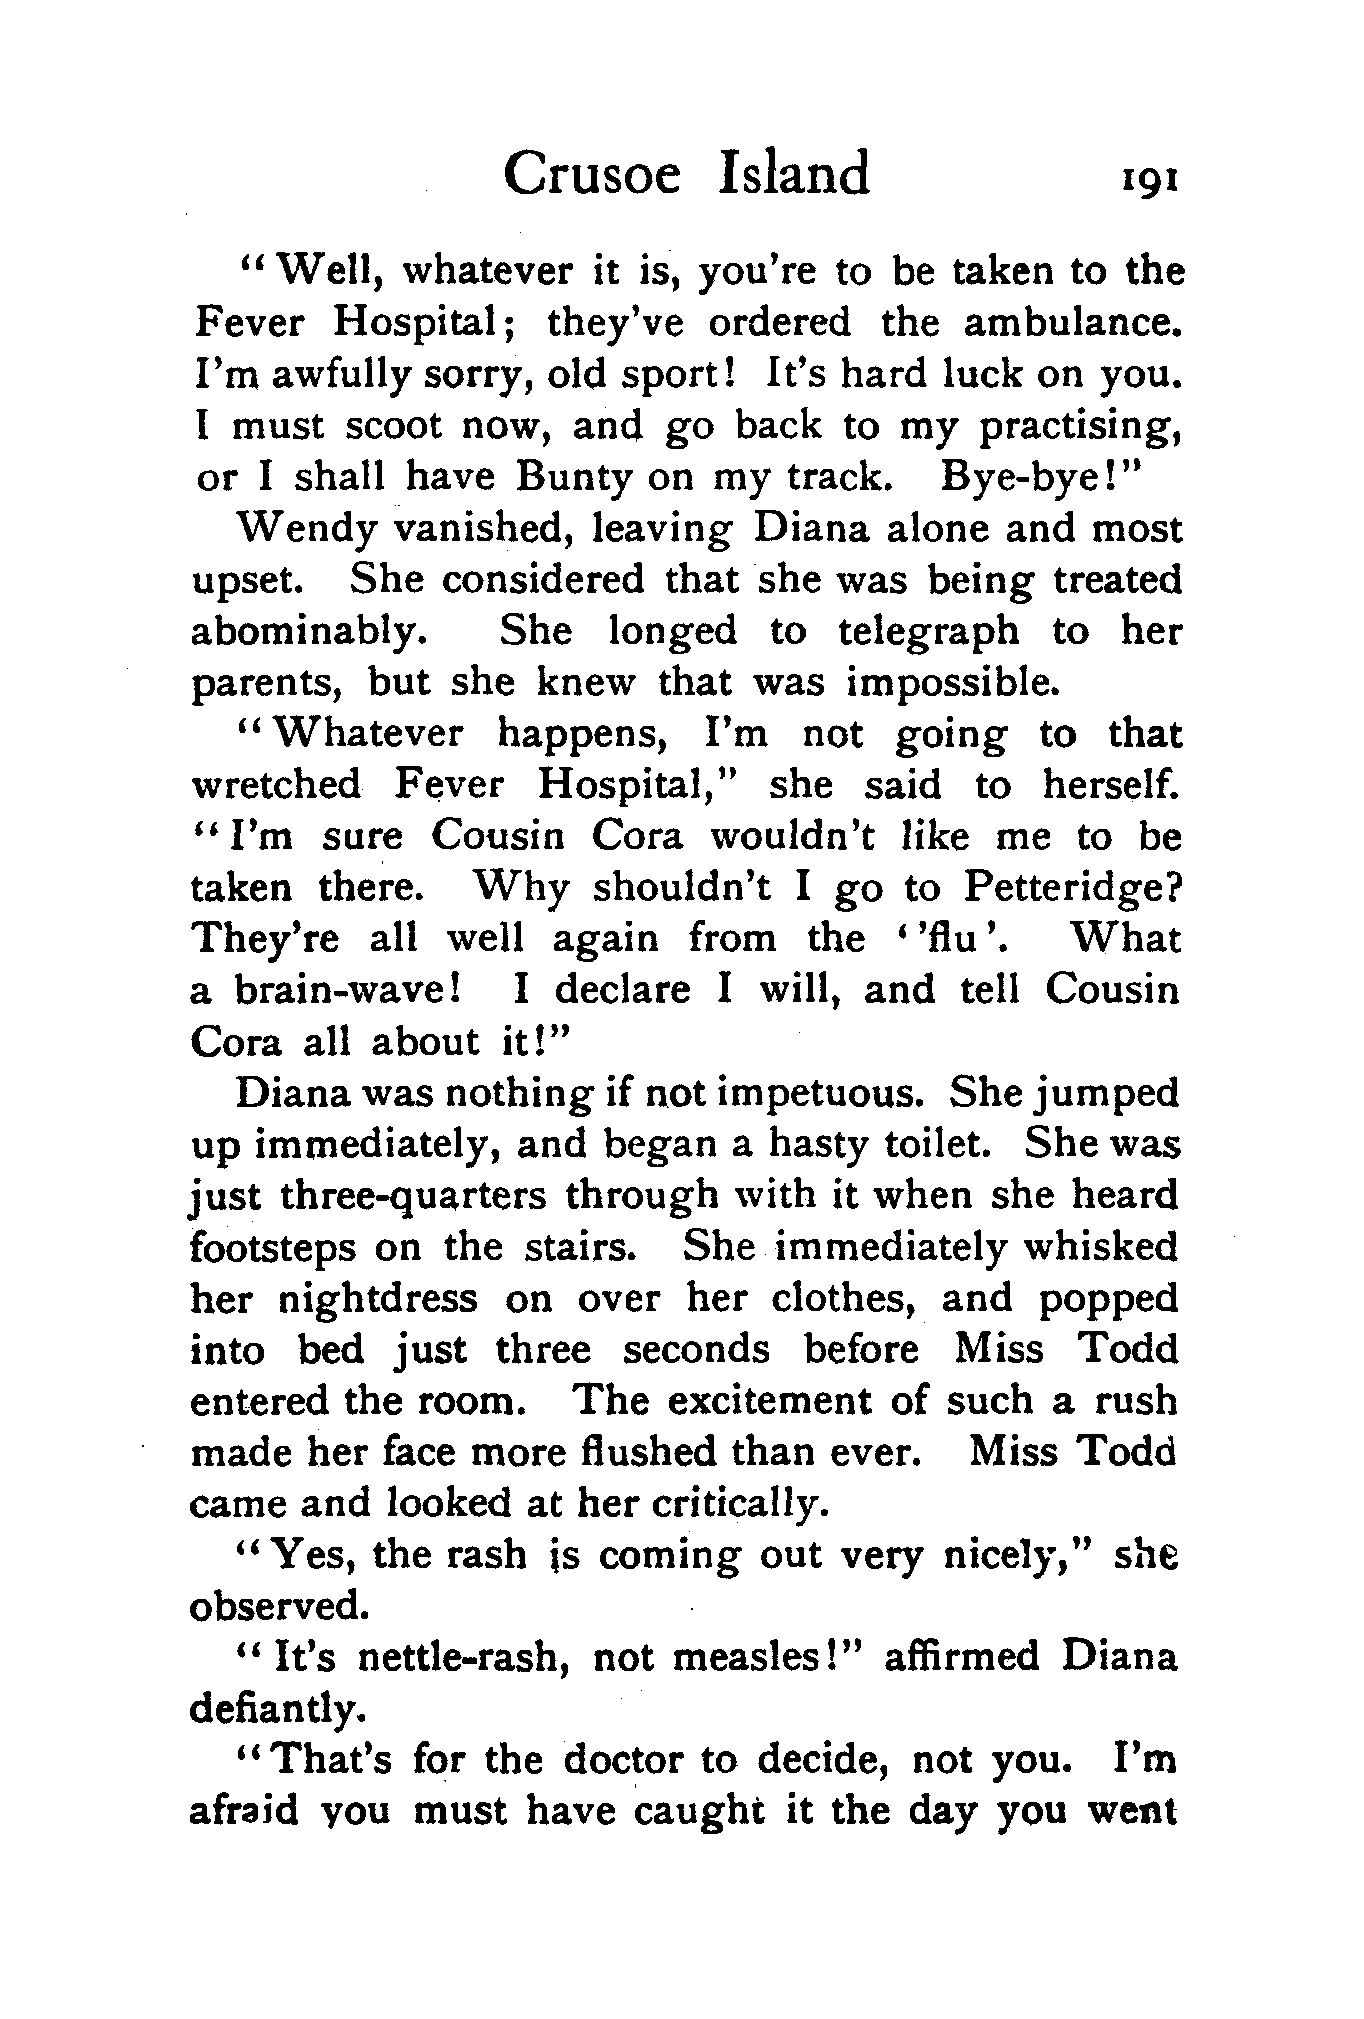 Crusoe Island 191
"Well, whatever it is, you're to be taken to the
Fever Hospital; they've ordered the ambulance.
I'm awfully sorry, old sport! It's hard luck on you.
I must scoot now, and go back to my practising,
or I shall have Bunty on my track. Bye-bye!"
Wendy vanished, leaving Diana alone and most
upset. She considered that she was being treated
abominably. She longed to telegraph to her
parents, but she knew that was impossible.
"Whatever happens, I'm not going to that
wretched Fever Hospital," she said to herself.
"I'm sure Cousin Cora wouldn't like me to be
taken there. Why shouldn't I go to Petteridge?
They're all well again from the ''flu'. What
a brain-wave! I declare I will, and tell Cousin
Cora all about it!"
Diana was nothing if not impetuous. She jumped
up immediately, and began a hasty toilet. She was
just three-quarters through with it when she heard
footsteps on the stairs. She immediately whisked
her nightdress on over her clothes, and popped
into bed just three seconds before Miss Todd
entered the room. The excitement of such a rush
made her face more flushed than ever. Miss Todd
came and looked at her critically.
"Yes, the rash is coming out very nicely," she
observed.
"It's nettle-rash, not measles!" affirmed Diana
defiantly.
"That's for the doctor to decide, not you. I'm
afraid you must have caught it the day you went